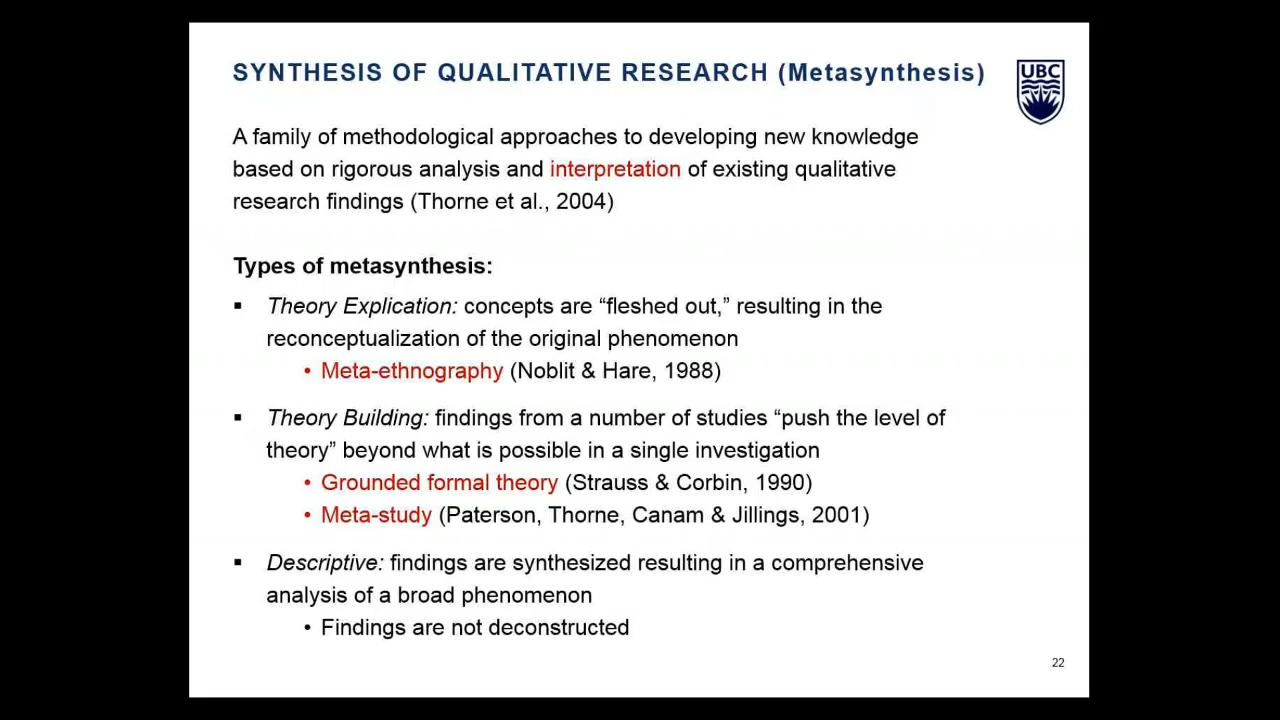 SYNTHESIS OF QUALITATIVE RESEARCH (Metasynthesis)
UBC
A family of methodological approaches to developing new knowledge
based on rigorous analysis and interpretation of existing qualitative
research findings (Thorne et al., 2004)
Types of metasynthesis:
▪ Theory Explication: concepts are “fleshed out,” resulting in the
reconceptualization of the original phenomenon
• Meta-ethnography (Noblit & Hare, 1988)
▪ Theory Building: findings from a number of studies “push the level of
theory” beyond what is possible in a single investigation
• Grounded formal theory (Strauss & Corbin, 1990)
• Meta-study (Paterson, Thorne, Canam & Jillings, 2001)
▪ Descriptive: findings are synthesized resulting in a comprehensive
analysis of a broad phenomenon
• Findings are not deconstructed
22